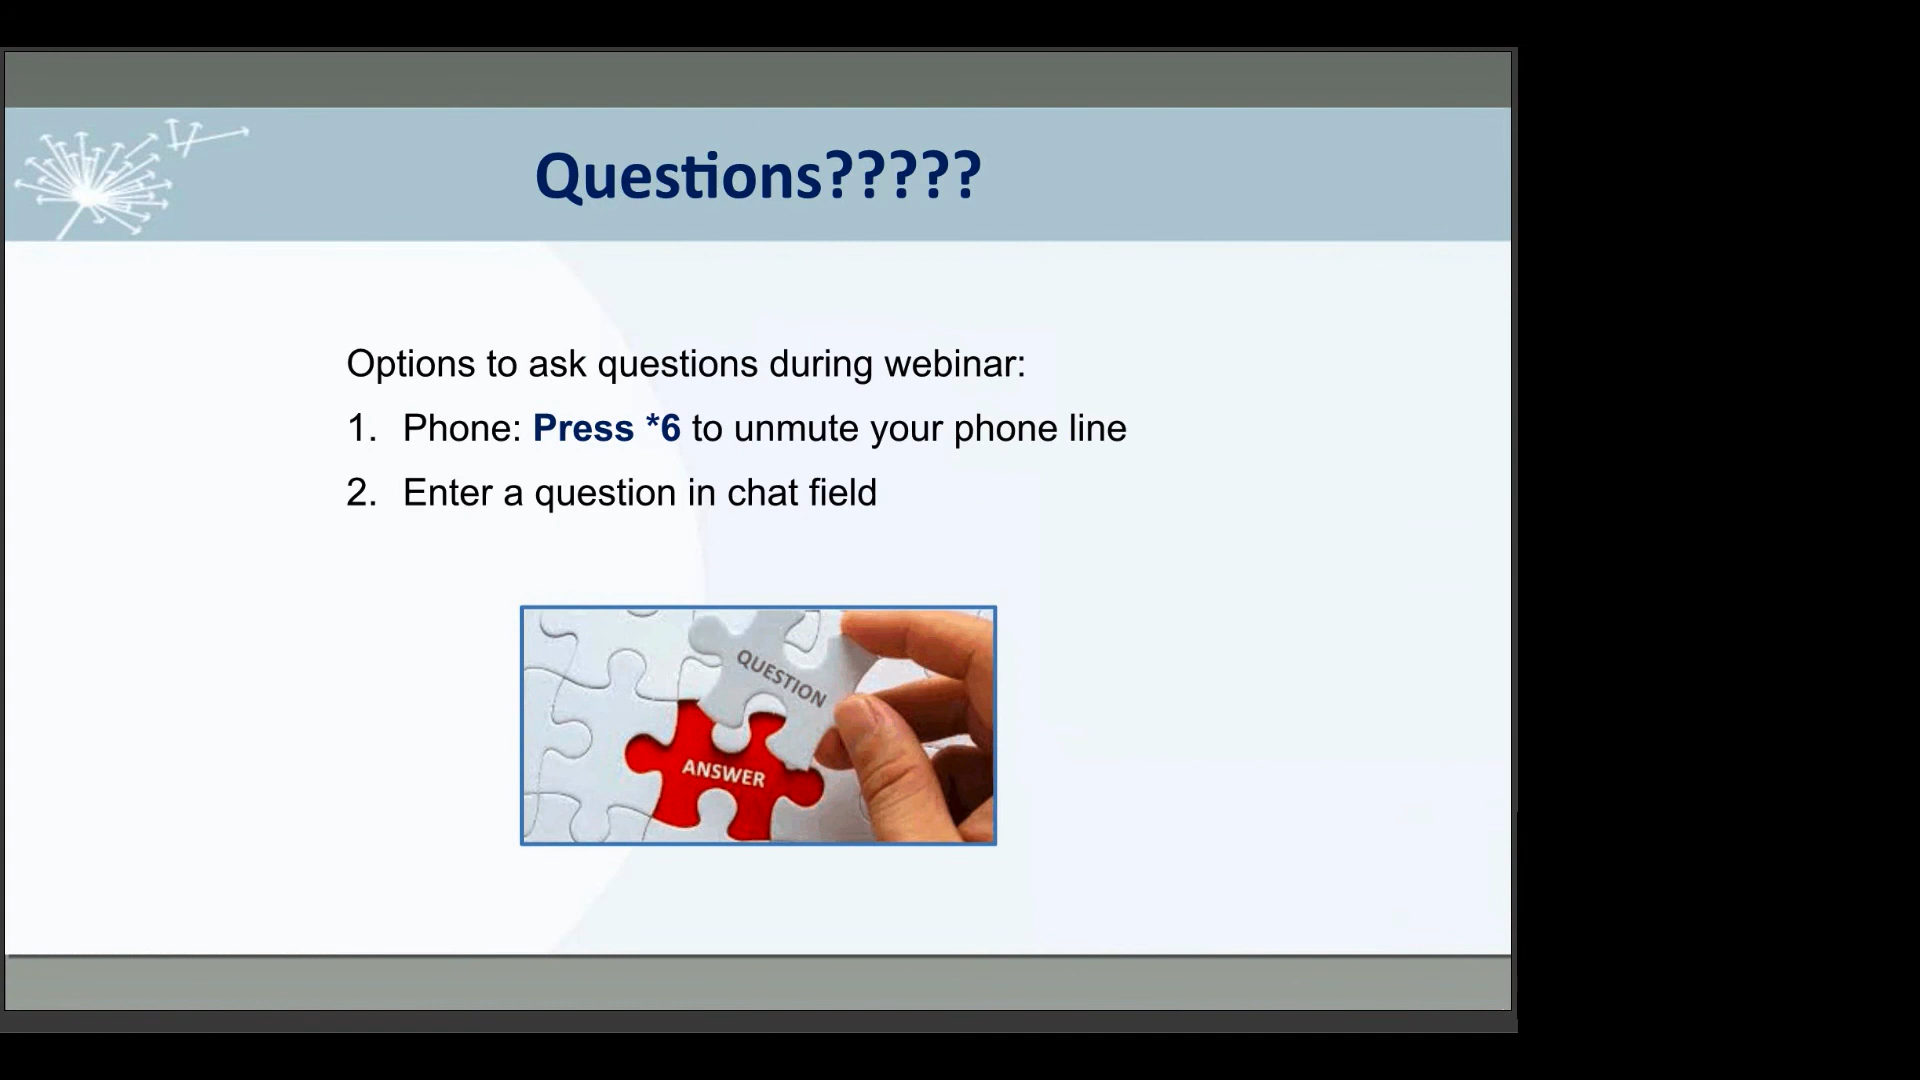 Questions?????
Options to ask questions during webinar:
1. Phone: Press *6 to unmute your phone line
2. Enter a question in chat field
QUESTION
ANSWER